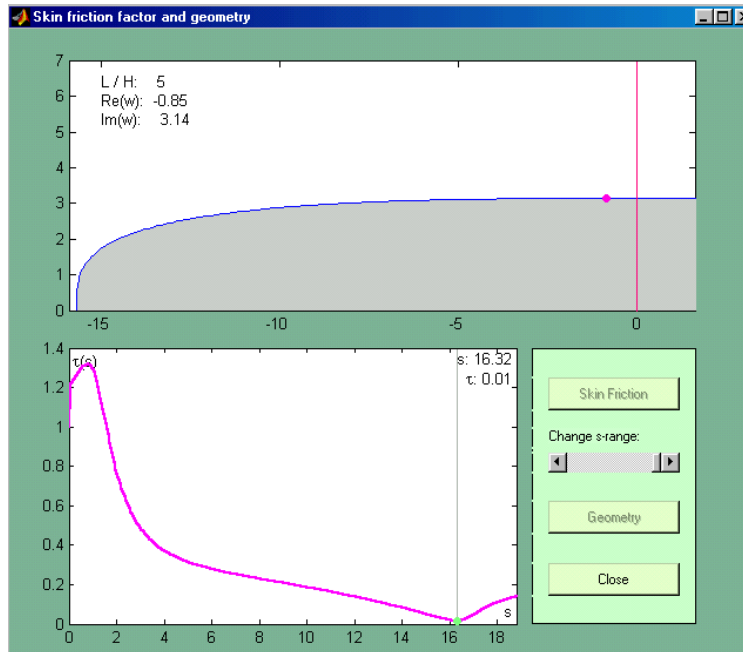 Skin friction factor and geometry
7
6
5
4
3
2
1
0
L / H: 5
Re(w): -0.85
Im(w): 3.14
-15 -10 -5 0
1.4
1.2
1
0.8
0.6
0.4
0.2
0
τ(s)
s: 16.32
τ: 0.01
s
0 2 4 6 8 10 12 14 16 18
Skin Friction
Change s-range:
Geometry
Close